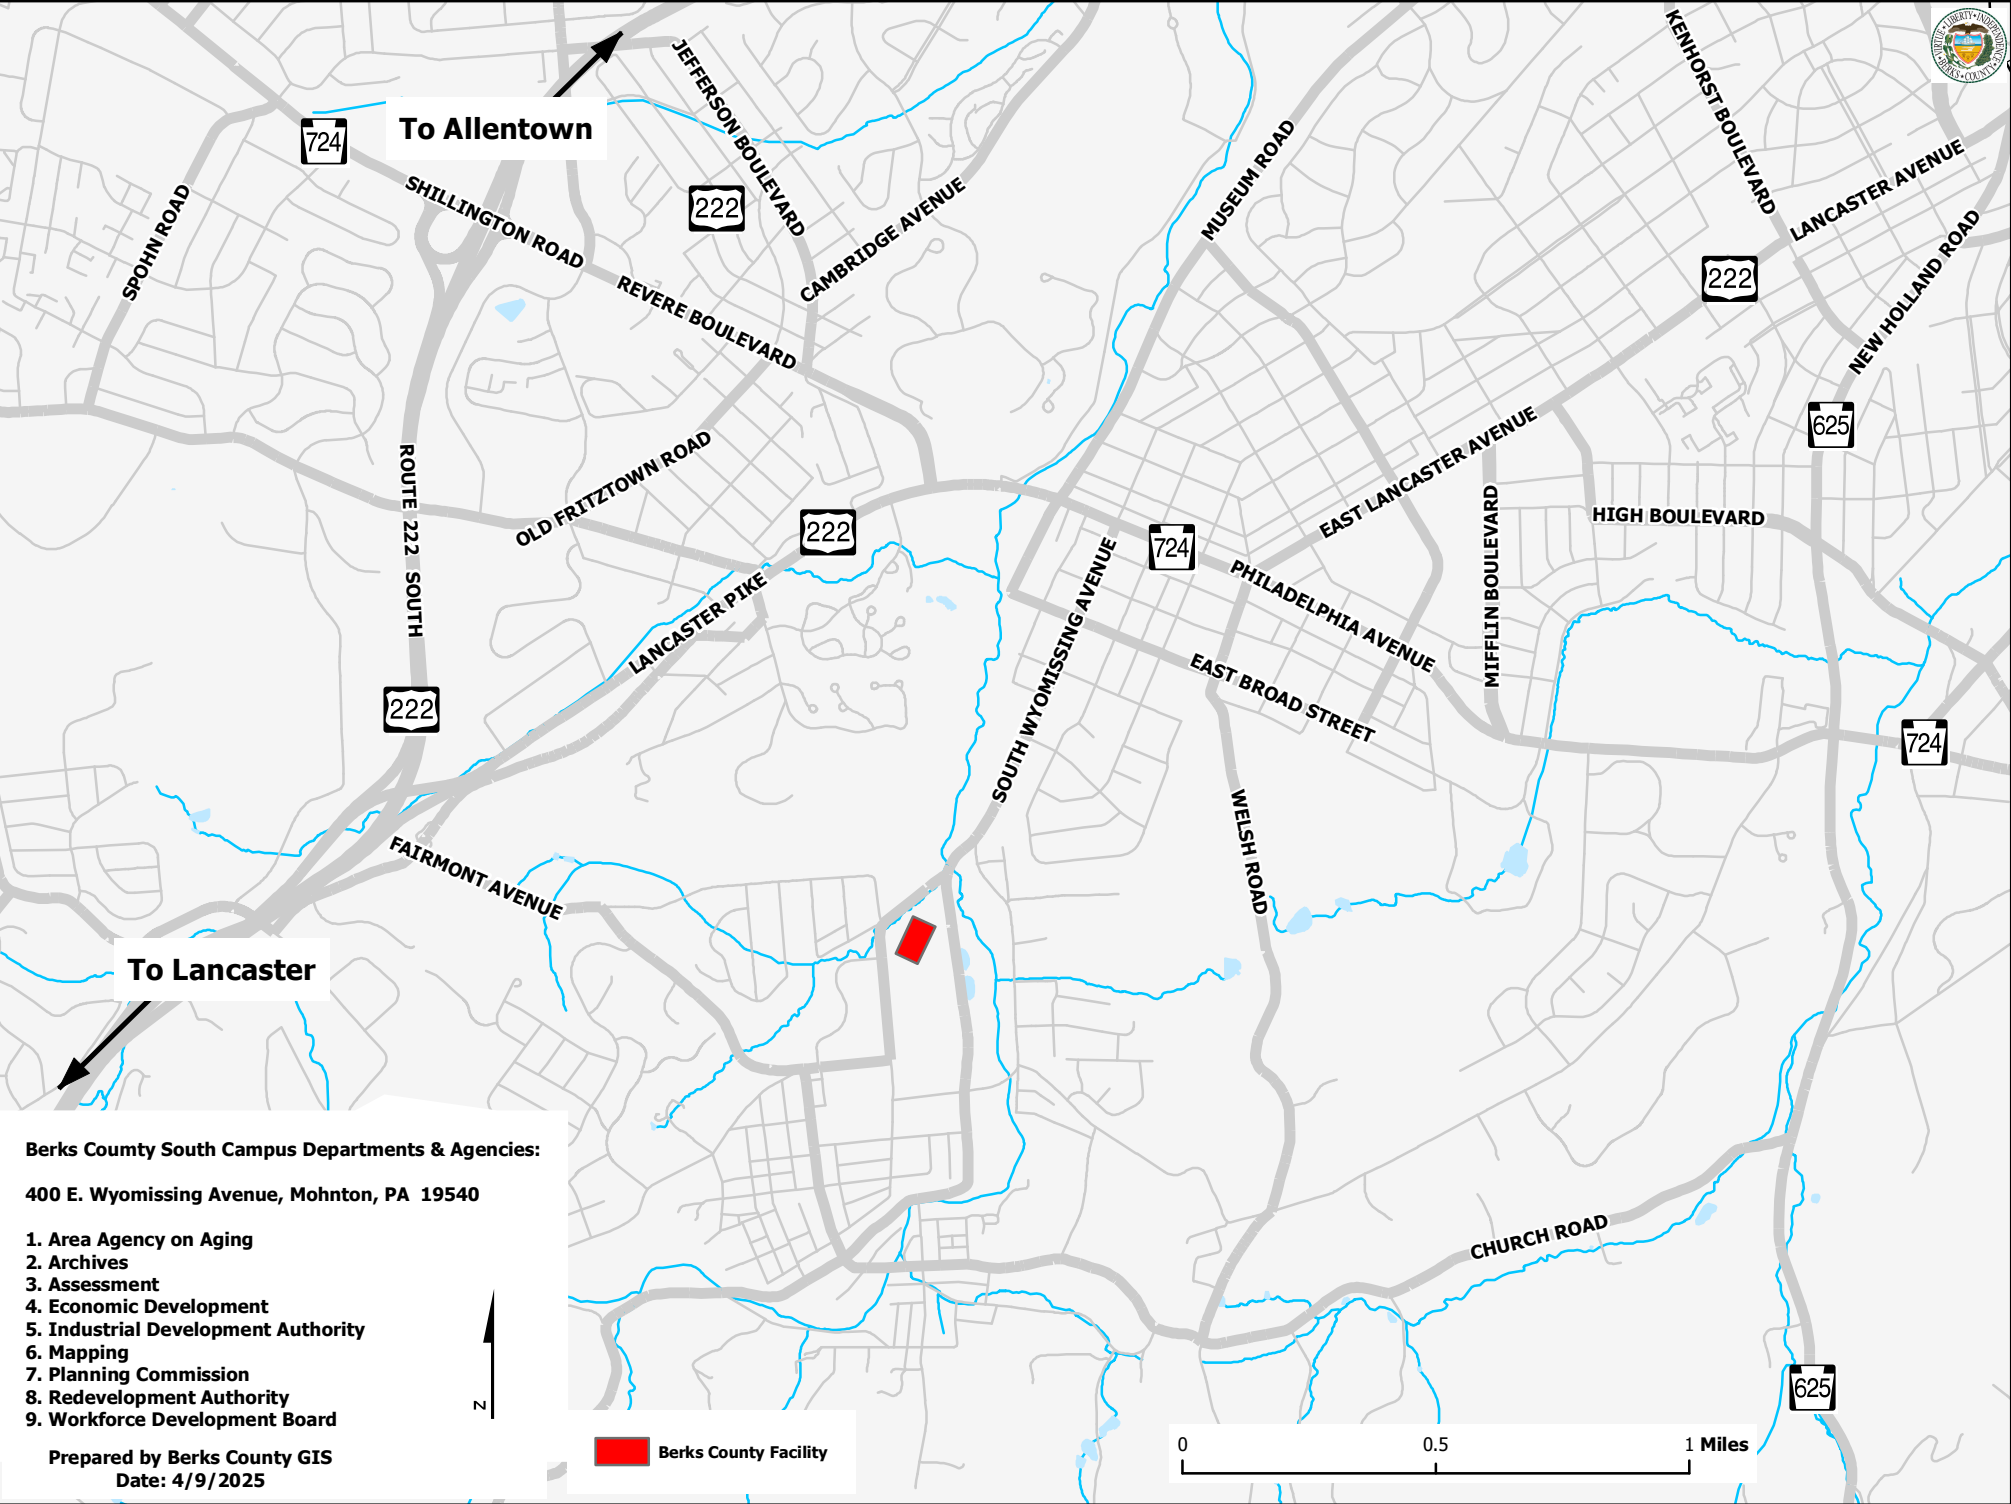 KENHORST BOULEVARD
VIRTUE • LIBERTY • INDEPENDENCE
• BERKS • COUNTY •
JEFFERSON BOULEVARD
To Allentown
724
MUSEUM ROAD
LANCASTER AVENUE
SHILLINGTON ROAD
222
CAMBRIDGE AVENUE
SPOHN ROAD
NEW HOLLAND ROAD
222
REVERE BOULEVARD
625
ROUTE 222 SOUTH
OLD FRITZTOWN ROAD
EAST LANCASTER AVENUE
MIFFLIN BOULEVARD
HIGH BOULEVARD
222
724
SOUTH WYOMISSING AVENUE
PHILADELPHIA AVENUE
LANCASTER PIKE
EAST BROAD STREET
222
724
WELSH ROAD
FAIRMONT AVENUE
To Lancaster
CHURCH ROAD
625
Berks Coumty South Campus Departments & Agencies:
400 E. Wyomissing Avenue, Mohnton, PA 19540
1. Area Agency on Aging
2. Archives
3. Assessment
4. Economic Development
5. Industrial Development Authority
6. Mapping
7. Planning Commission
8. Redevelopment Authority
9. Workforce Development Board
Prepared by Berks County GIS
Date: 4/9/2025
N
Berks County Facility
0 0.5 1 Miles